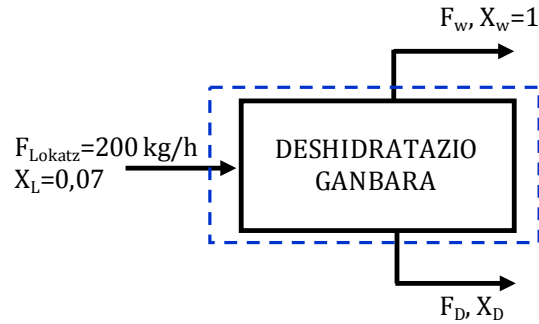 F_w, X_w=1
F_Lokatz=200 kg/h
X_L=0,07
DESHIDRATAZIO
GANBARA
F_D, X_D